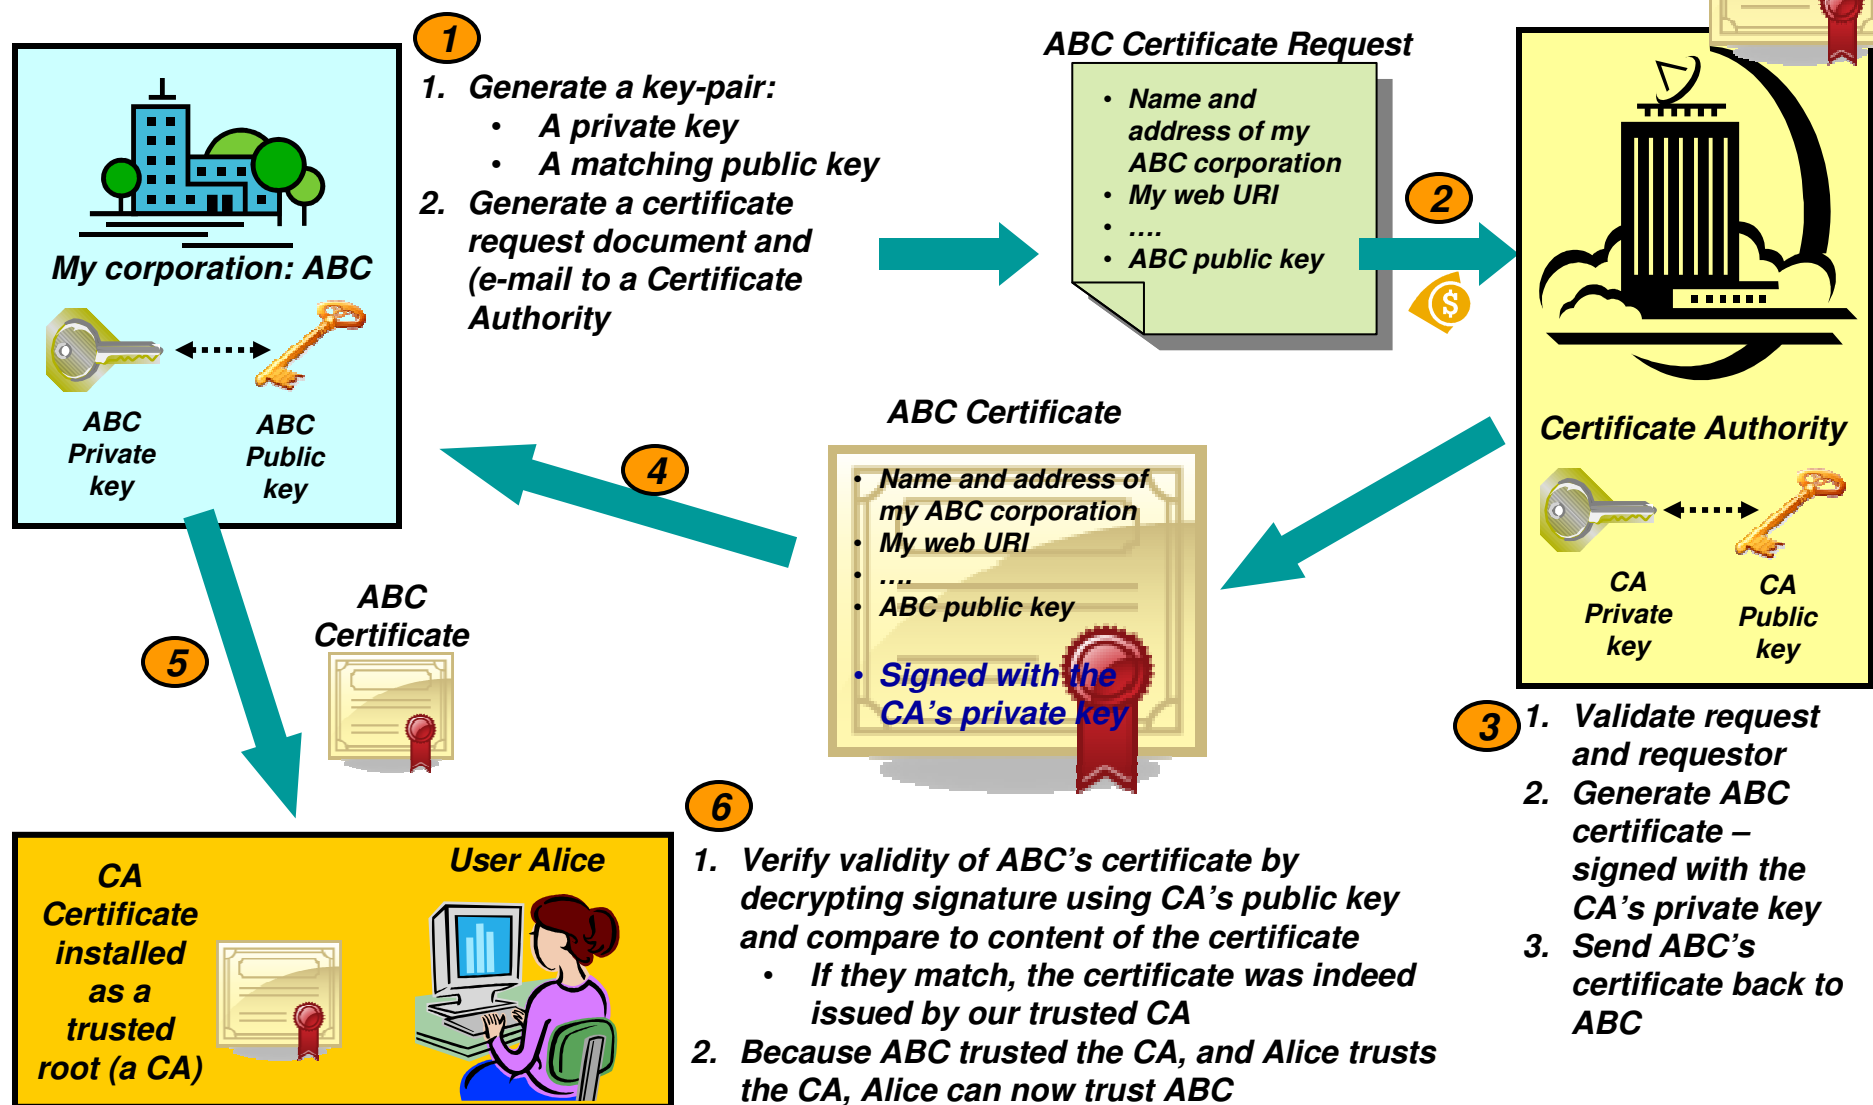 1
1. Generate a key-pair:
• A private key
• A matching public key
2. Generate a certificate
request document and
(e-mail to a Certificate
Authority
My corporation: ABC
ABC
Private
key
ABC
Public
key
ABC Certificate Request
• Name and
address of my
ABC corporation
• My web URI
• ....
• ABC public key
2
$
Certificate Authority
CA
Private
key
CA
Public
key
3
1. Validate request
and requestor
2. Generate ABC
certificate –
signed with the
CA's private key
3. Send ABC's
certificate back to
ABC
ABC Certificate
• Name and address of
my ABC corporation
• My web URI
• ....
• ABC public key
• Signed with the
CA's private key
4
5
ABC
Certificate
CA
Certificate
installed
as a
trusted
root (a CA)
User Alice
6
1. Verify validity of ABC's certificate by
decrypting signature using CA's public key
and compare to content of the certificate
• If they match, the certificate was indeed
issued by our trusted CA
2. Because ABC trusted the CA, and Alice trusts
the CA, Alice can now trust ABC